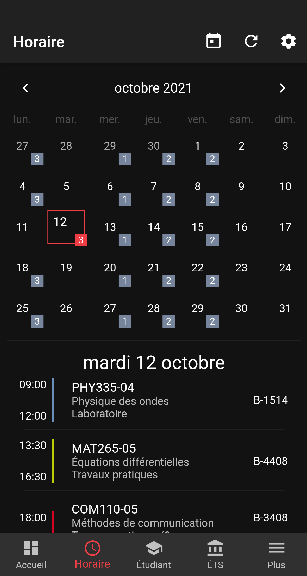 Horaire
octobre 2021
lun. mar. mer. jeu. ven. sam. dim.
27 28 29 30 1 2 3
3 1 2 2
4 5 6 7 8 9 10
3 1 2 2
11 12 13 14 15 16 17
3 1 2 2
18 19 20 21 22 23 24
3 1 2 2
25 26 27 28 29 30 31
3 1 2 2
mardi 12 octobre
09:00 PHY335-04
Physique des ondes B-1514
12:00 Laboratoire
13:30 MAT265-05
Équations différentielles B-4408
16:30 Travaux pratiques
18:00 COM110-05 B-3408
Méthodes de communication
Accueil Horaire Étudiant ÉTS Plus